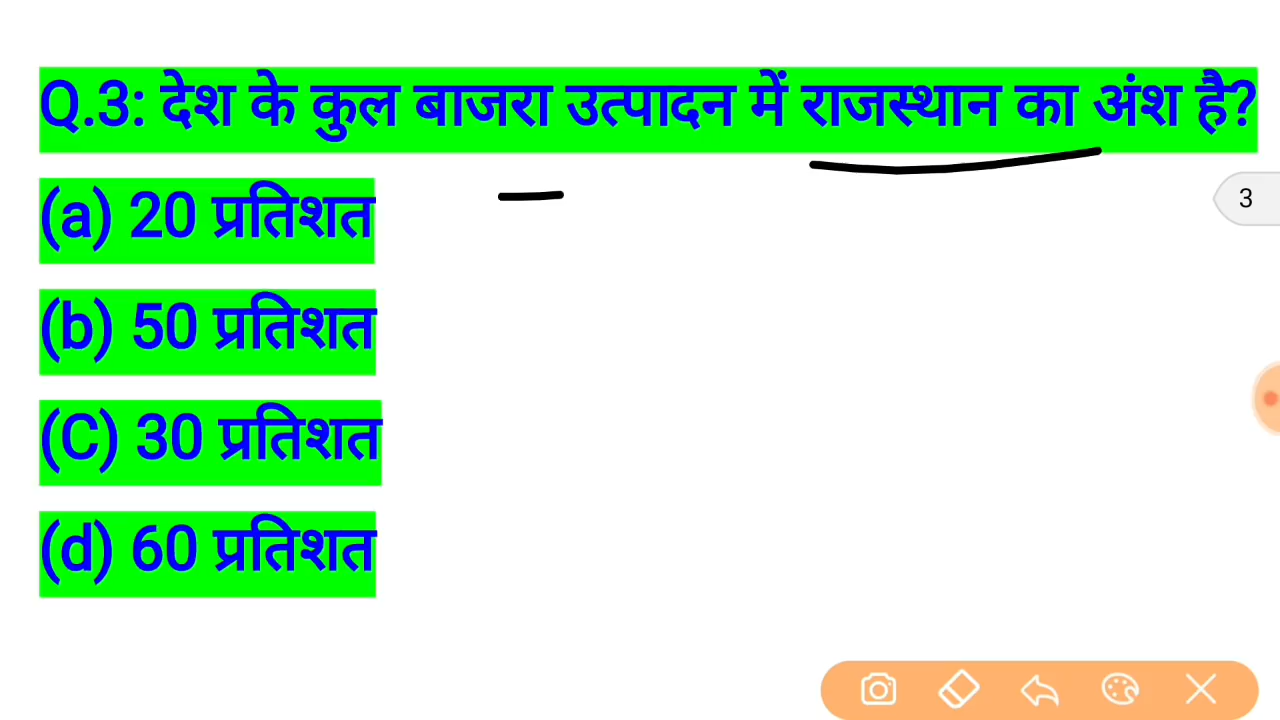 Q.3: देश के कुल बाजरा उत्पादन में राजस्थान का अंश है?
(a) 20 प्रतिशत
3
(b) 50 प्रतिशत
(C) 30 प्रतिशत
(d) 60 प्रतिशत